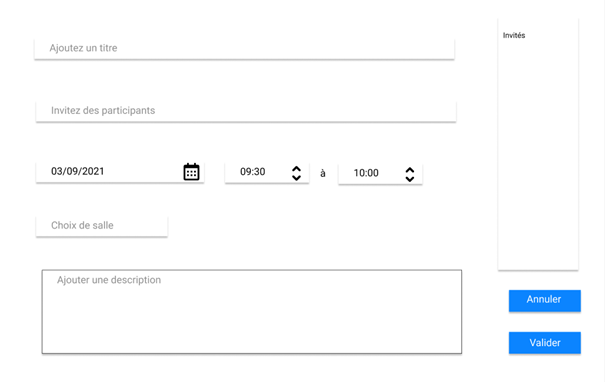 Invités
Ajoutez un titre
Invitez des participants
03/09/2021
09:30
à
10:00
Choix de salle
Ajouter une description
Annuler
Valider